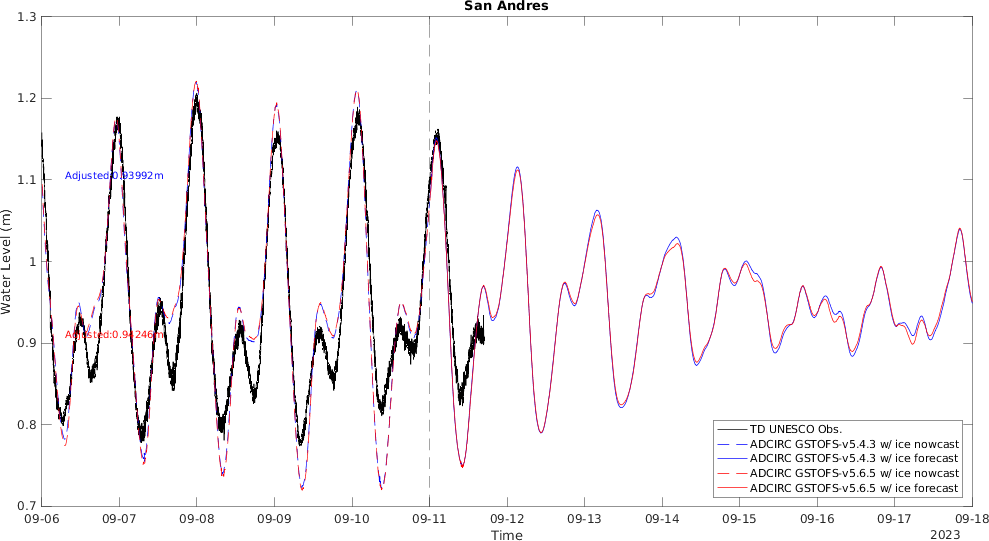 San Andres
1.3
1.2
1.1
1
0.9
0.8
0.7
Water Level (m)
Adjusted:0.93992m
Adjusted:0.94246m
TD UNESCO Obs.
ADCIRC GSTOFS-v5.4.3 w/ ice nowcast
ADCIRC GSTOFS-v5.4.3 w/ ice forecast
ADCIRC GSTOFS-v5.6.5 w/ ice nowcast
ADCIRC GSTOFS-v5.6.5 w/ ice forecast
09-06 09-07 09-08 09-09 09-10 09-11 09-12 09-13 09-14 09-15 09-16 09-17 09-18
Time
2023